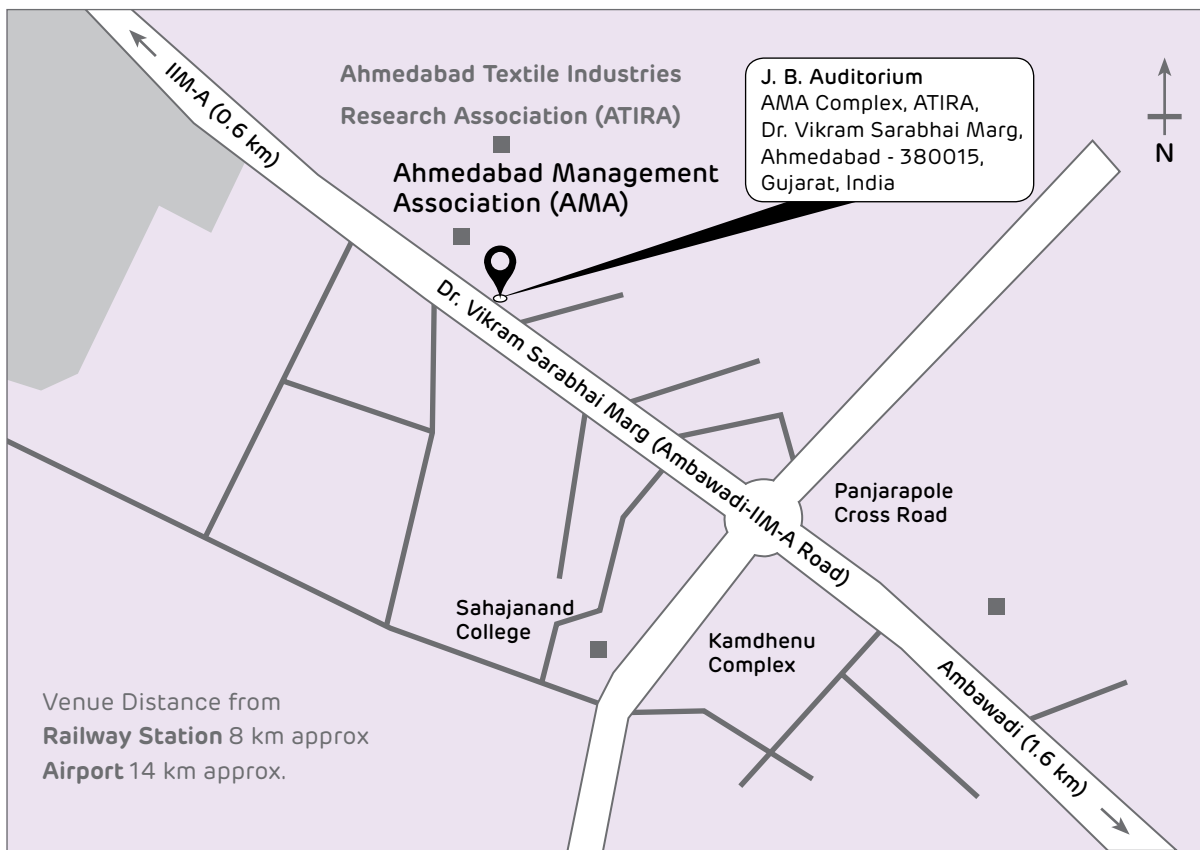 IIM-A (0.6 km)
Ahmedabad Textile Industries
Research Association (ATIRA)
Ahmedabad Management
Association (AMA)
J. B. Auditorium
AMA Complex, ATIRA,
Dr. Vikram Sarabhai Marg,
Ahmedabad - 380015,
Gujarat, India
N
Dr. Vikram Sarabhai Marg (Ambawadi-IIM-A Road)
Panjarapole
Cross Road
Sahajanand
College
Kamdhenu
Complex
Ambawadi (1.6 km)
Venue Distance from
Railway Station 8 km approx
Airport 14 km approx.